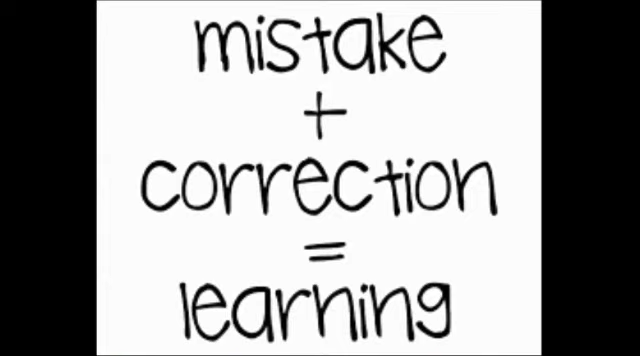 mistake
+
correction
=
learning